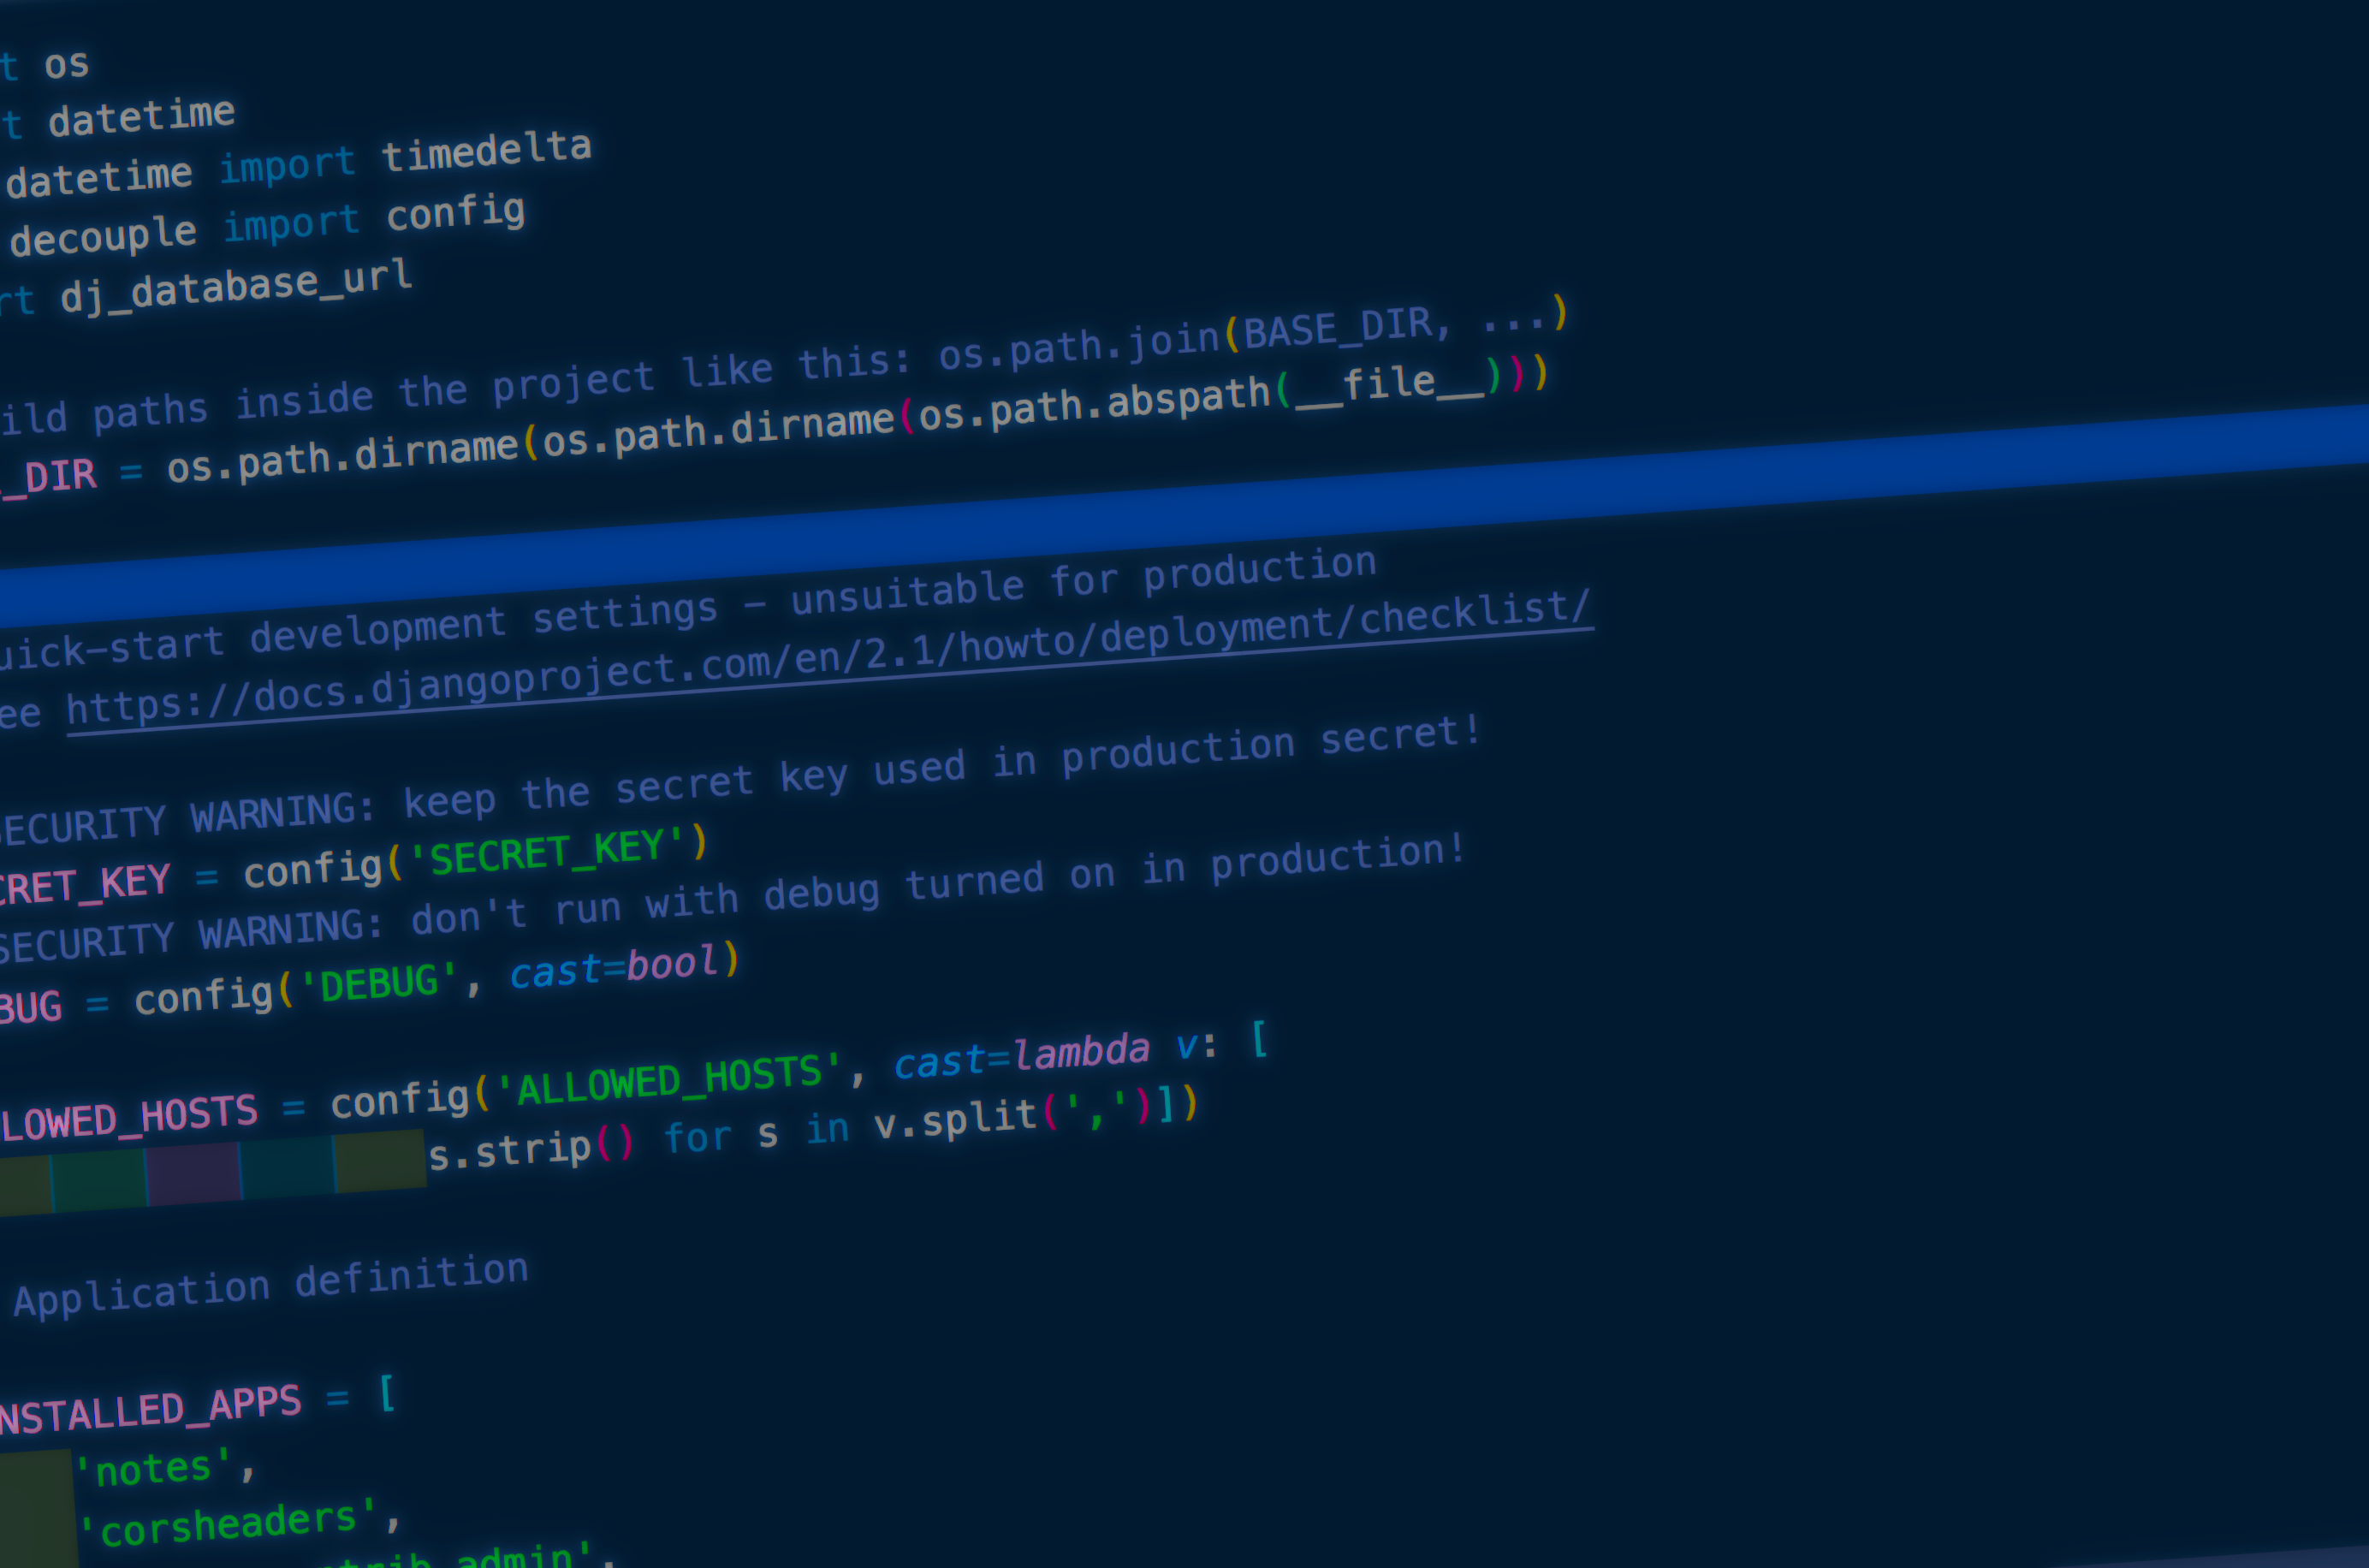 t os
t datetime
datetime import timedelta
decouple import config
rt dj_database_url
ild paths inside the project like this: os.path.join(BASE_DIR, ...)
_DIR = os.path.dirname(os.path.dirname(os.path.abspath(__file__)))
uick-start development settings - unsuitable for production
ee https://docs.djangoproject.com/en/2.1/howto/deployment/checklist/
SECURITY WARNING: keep the secret key used in production secret!
CRET_KEY = config('SECRET_KEY')
SECURITY WARNING: don't run with debug turned on in production!
BUG = config('DEBUG', cast=bool)
LOWED_HOSTS = config('ALLOWED_HOSTS', cast=lambda v: [
s.strip() for s in v.split(',')])
Application definition
NSTALLED_APPS = [
'notes',
'corsheaders',
ntrib.admin',